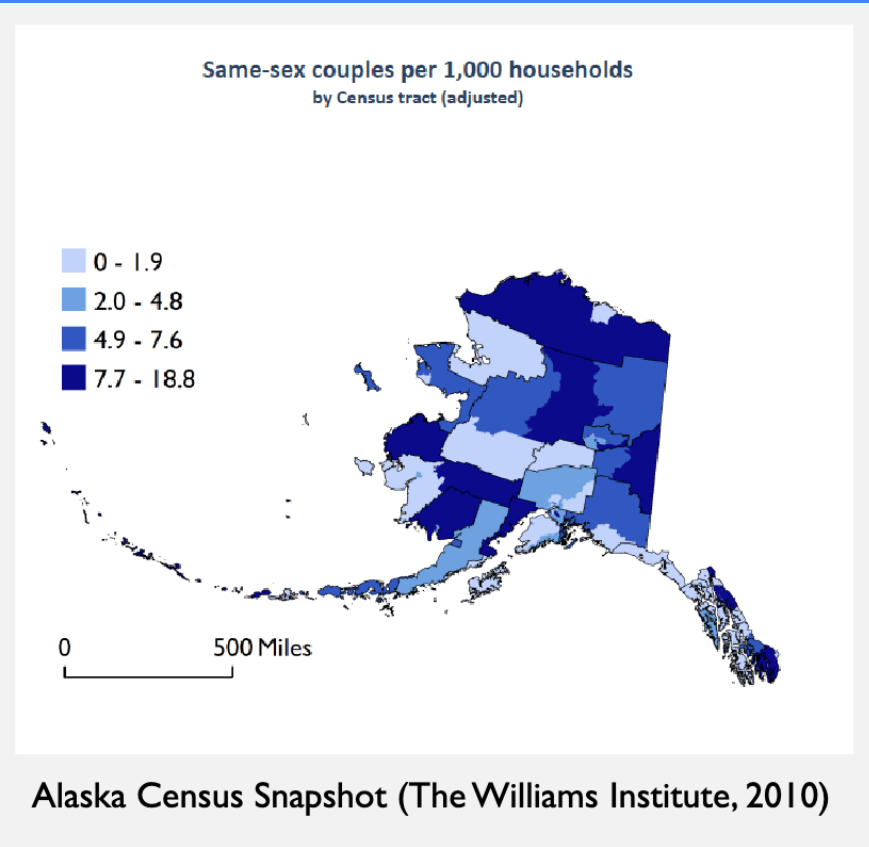 Same-sex couples per 1,000 households
by Census tract (adjusted)
0 - 1.9
2.0 - 4.8
4.9 - 7.6
7.7 - 18.8
0 500 Miles
Alaska Census Snapshot (The Williams Institute, 2010)